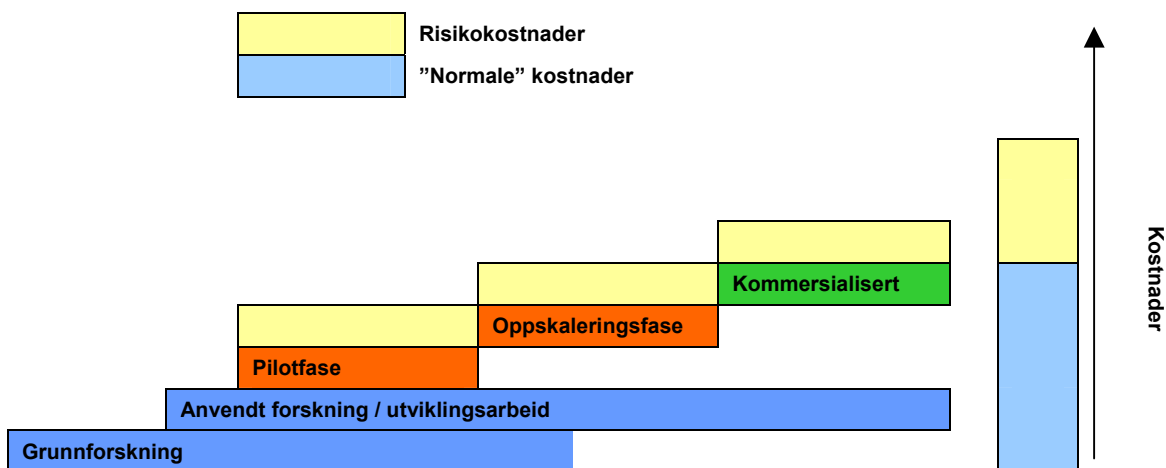 Risikokostnader
”Normale” kostnader
Kostnader
Kommersialisert
Oppskaleringsfase
Pilotfase
Anvendt forskning / utviklingsarbeid
Grunnforskning